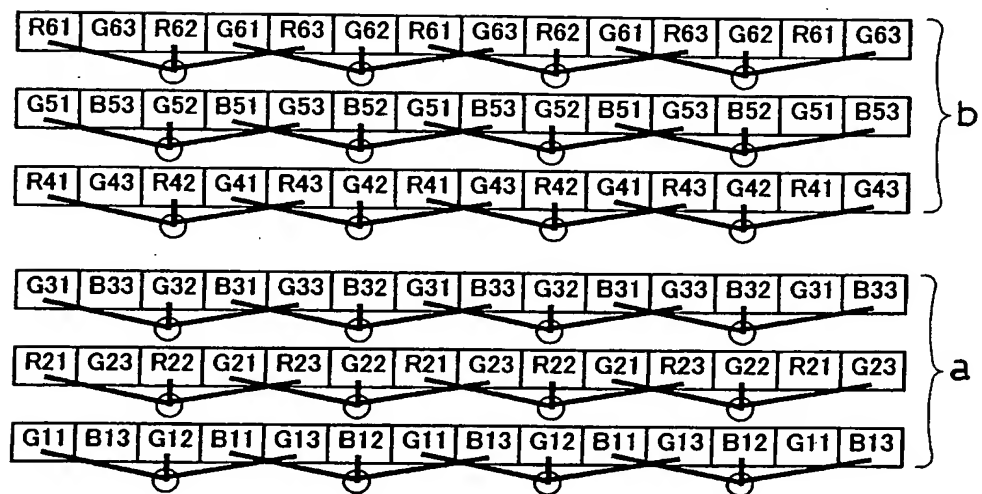 R61 G63 R62 G61 R63 G62 R61 G63 R62 G61 R63 G62 R61 G63
G51 B53 G52 B51 G53 B52 G51 B53 G52 B51 G53 B52 G51 B53
b
R41 G43 R42 G41 R43 G42 R41 G43 R42 G41 R43 G42 R41 G43
G31 B33 G32 B31 G33 B32 G31 B33 G32 B31 G33 B32 G31 B33
R21 G23 R22 G21 R23 G22 R21 G23 R22 G21 R23 G22 R21 G23
a
G11 B13 G12 B11 G13 B12 G11 B13 G12 B11 G13 B12 G11 B13